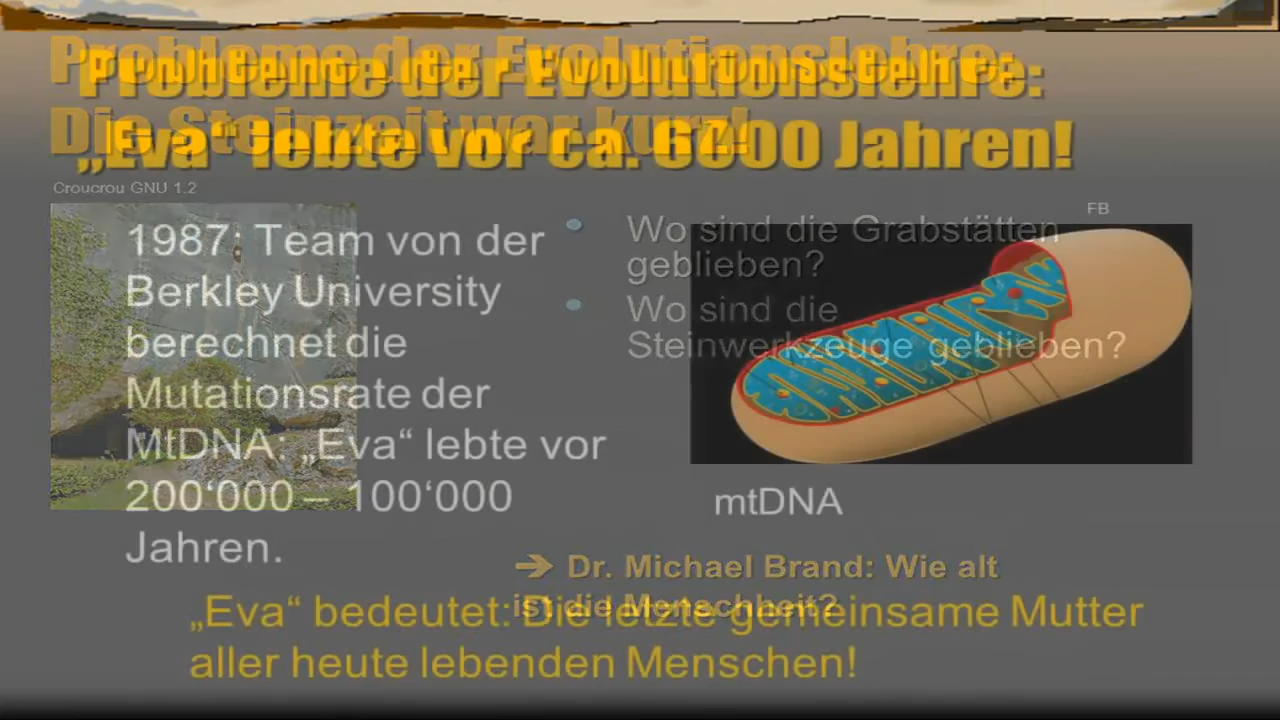 Probleme der Evolutionslehre:
Die Steinzeit war kurz!
Probleme der Evolutionslehre:
„Eva“ lebte vor ca. Jahren!
Croucrou GNU 1.2
FB
1987: Team von der
Berkley University
berechnet die
Mutationsrate der
MtDNA: „Eva“ lebte vor
200‘000 – 100‘000
Jahren.
Wo sind die Grabstätten
geblieben?
Wo sind die
Steinwerkzeuge geblieben?
mtDNA
➔ Dr. Michael Brand: Wie alt
ist die Menschheit?
„Eva“ bedeutet: Die letzte gemeinsame Mutter
aller heute lebenden Menschen!